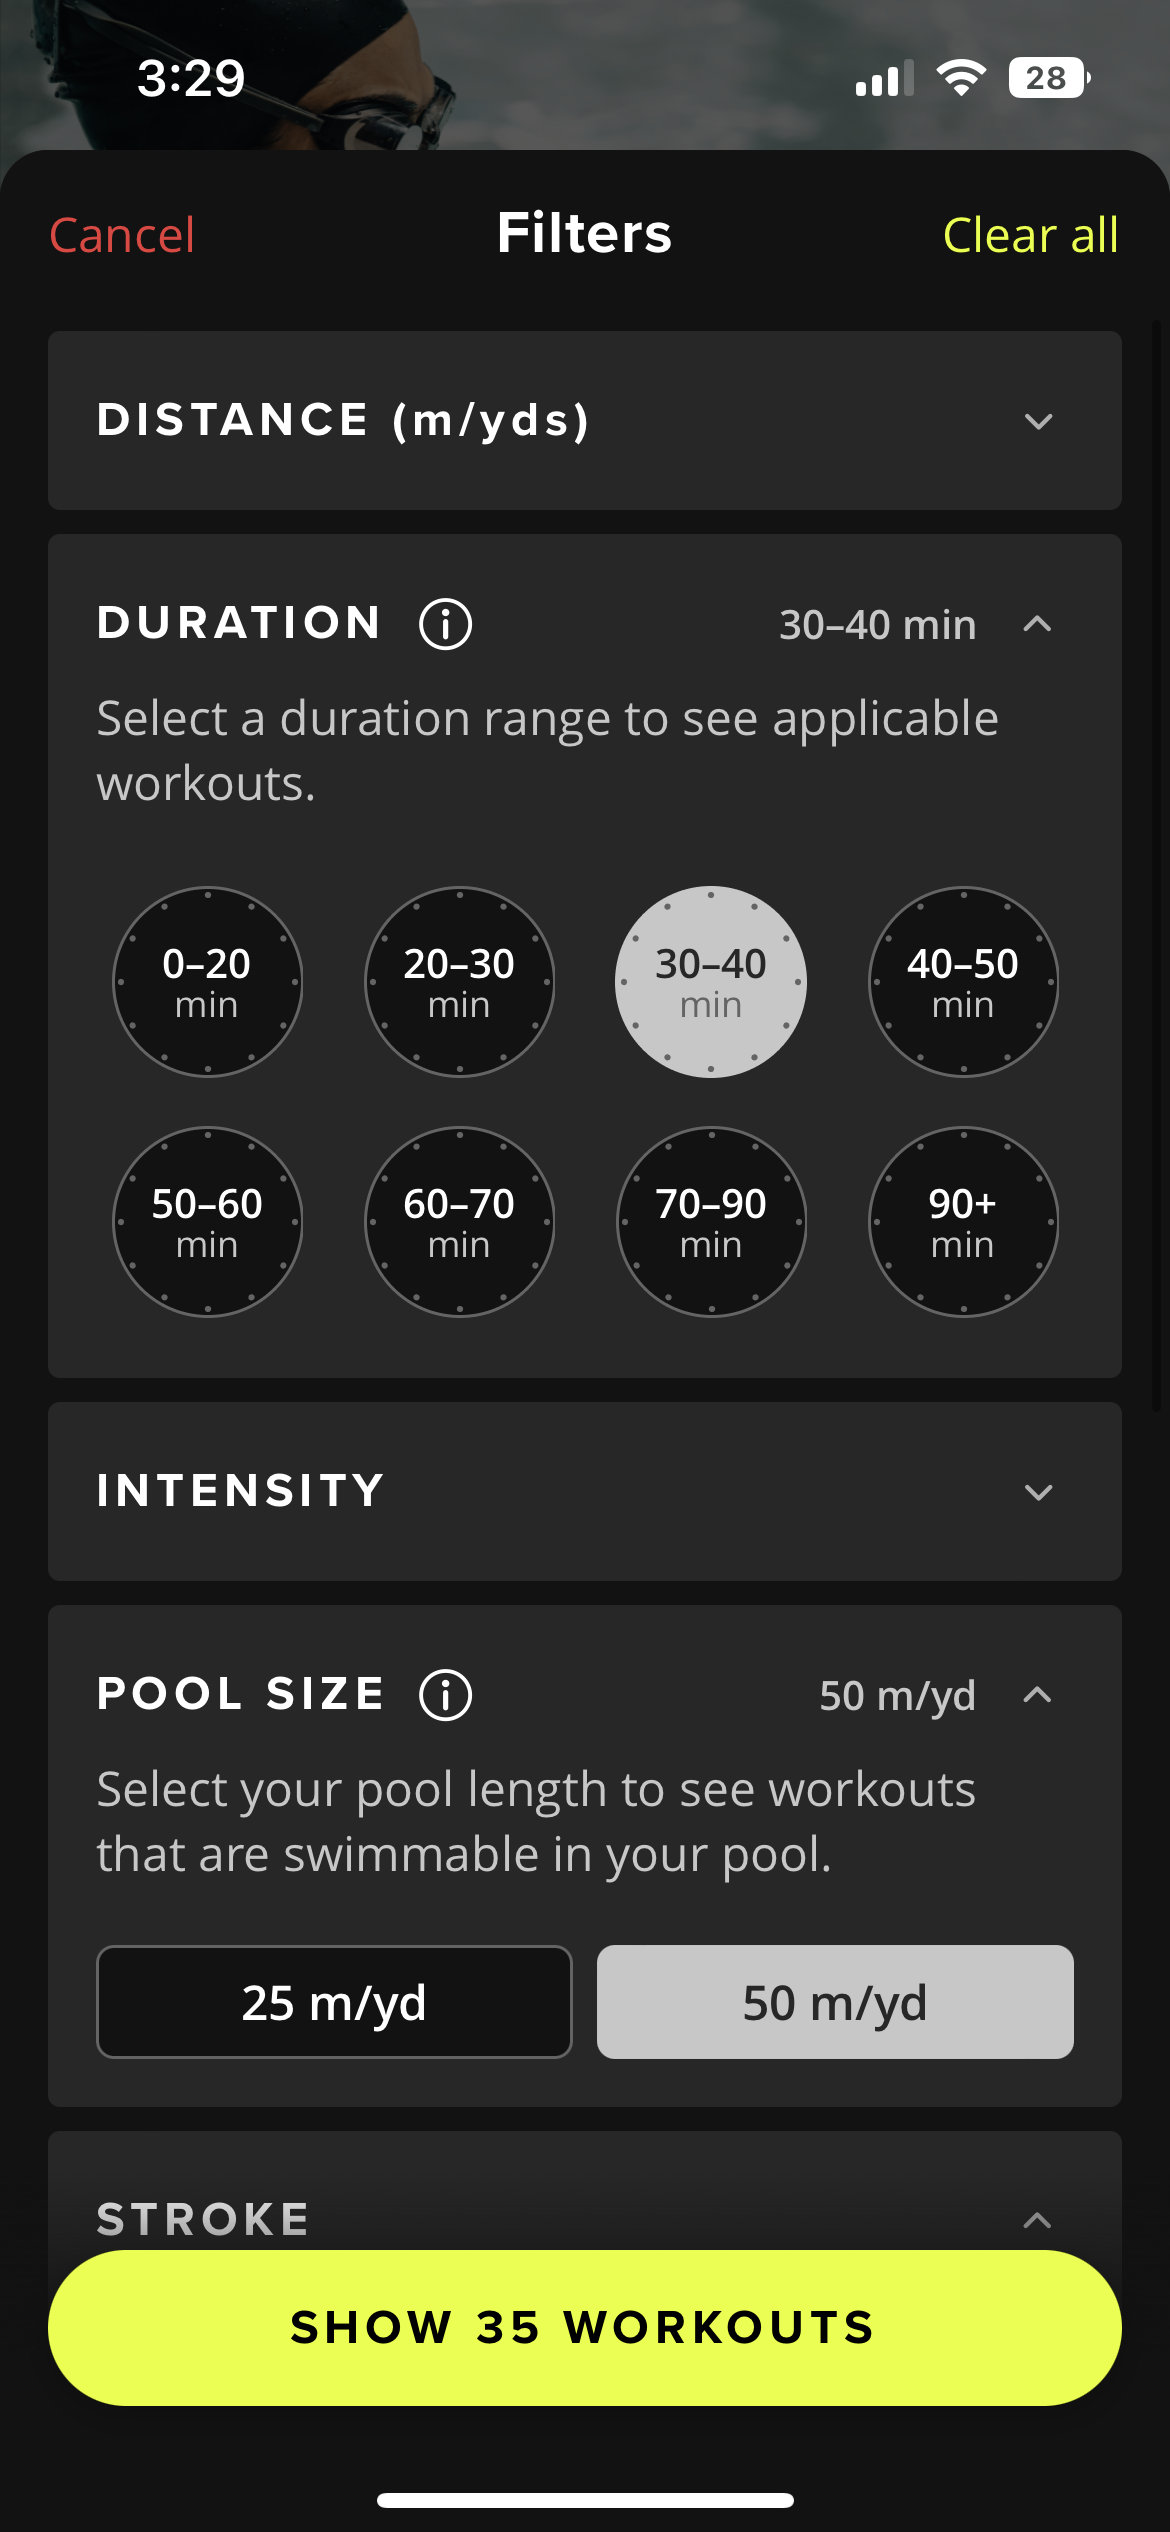 3:29
28
Cancel
Filters
Clear all
DISTANCE (m/yds)
DURATION
30–40 min
Select a duration range to see applicable
workouts.
0–20
min
20–30
min
30–40
min
40–50
min
50–60
min
60–70
min
70–90
min
90+
min
INTENSITY
POOL SIZE
50 m/yd
Select your pool length to see workouts
that are swimmable in your pool.
25 m/yd
50 m/yd
STROKE
SHOW 35 WORKOUTS